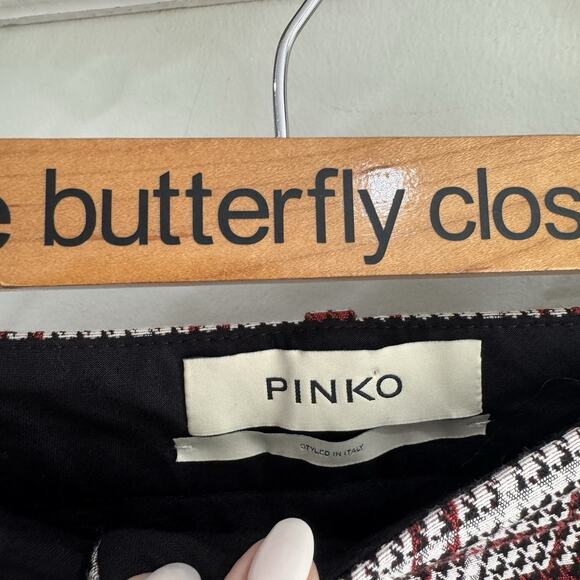 e butterfly clos
PINKO
STYLED IN ITALY